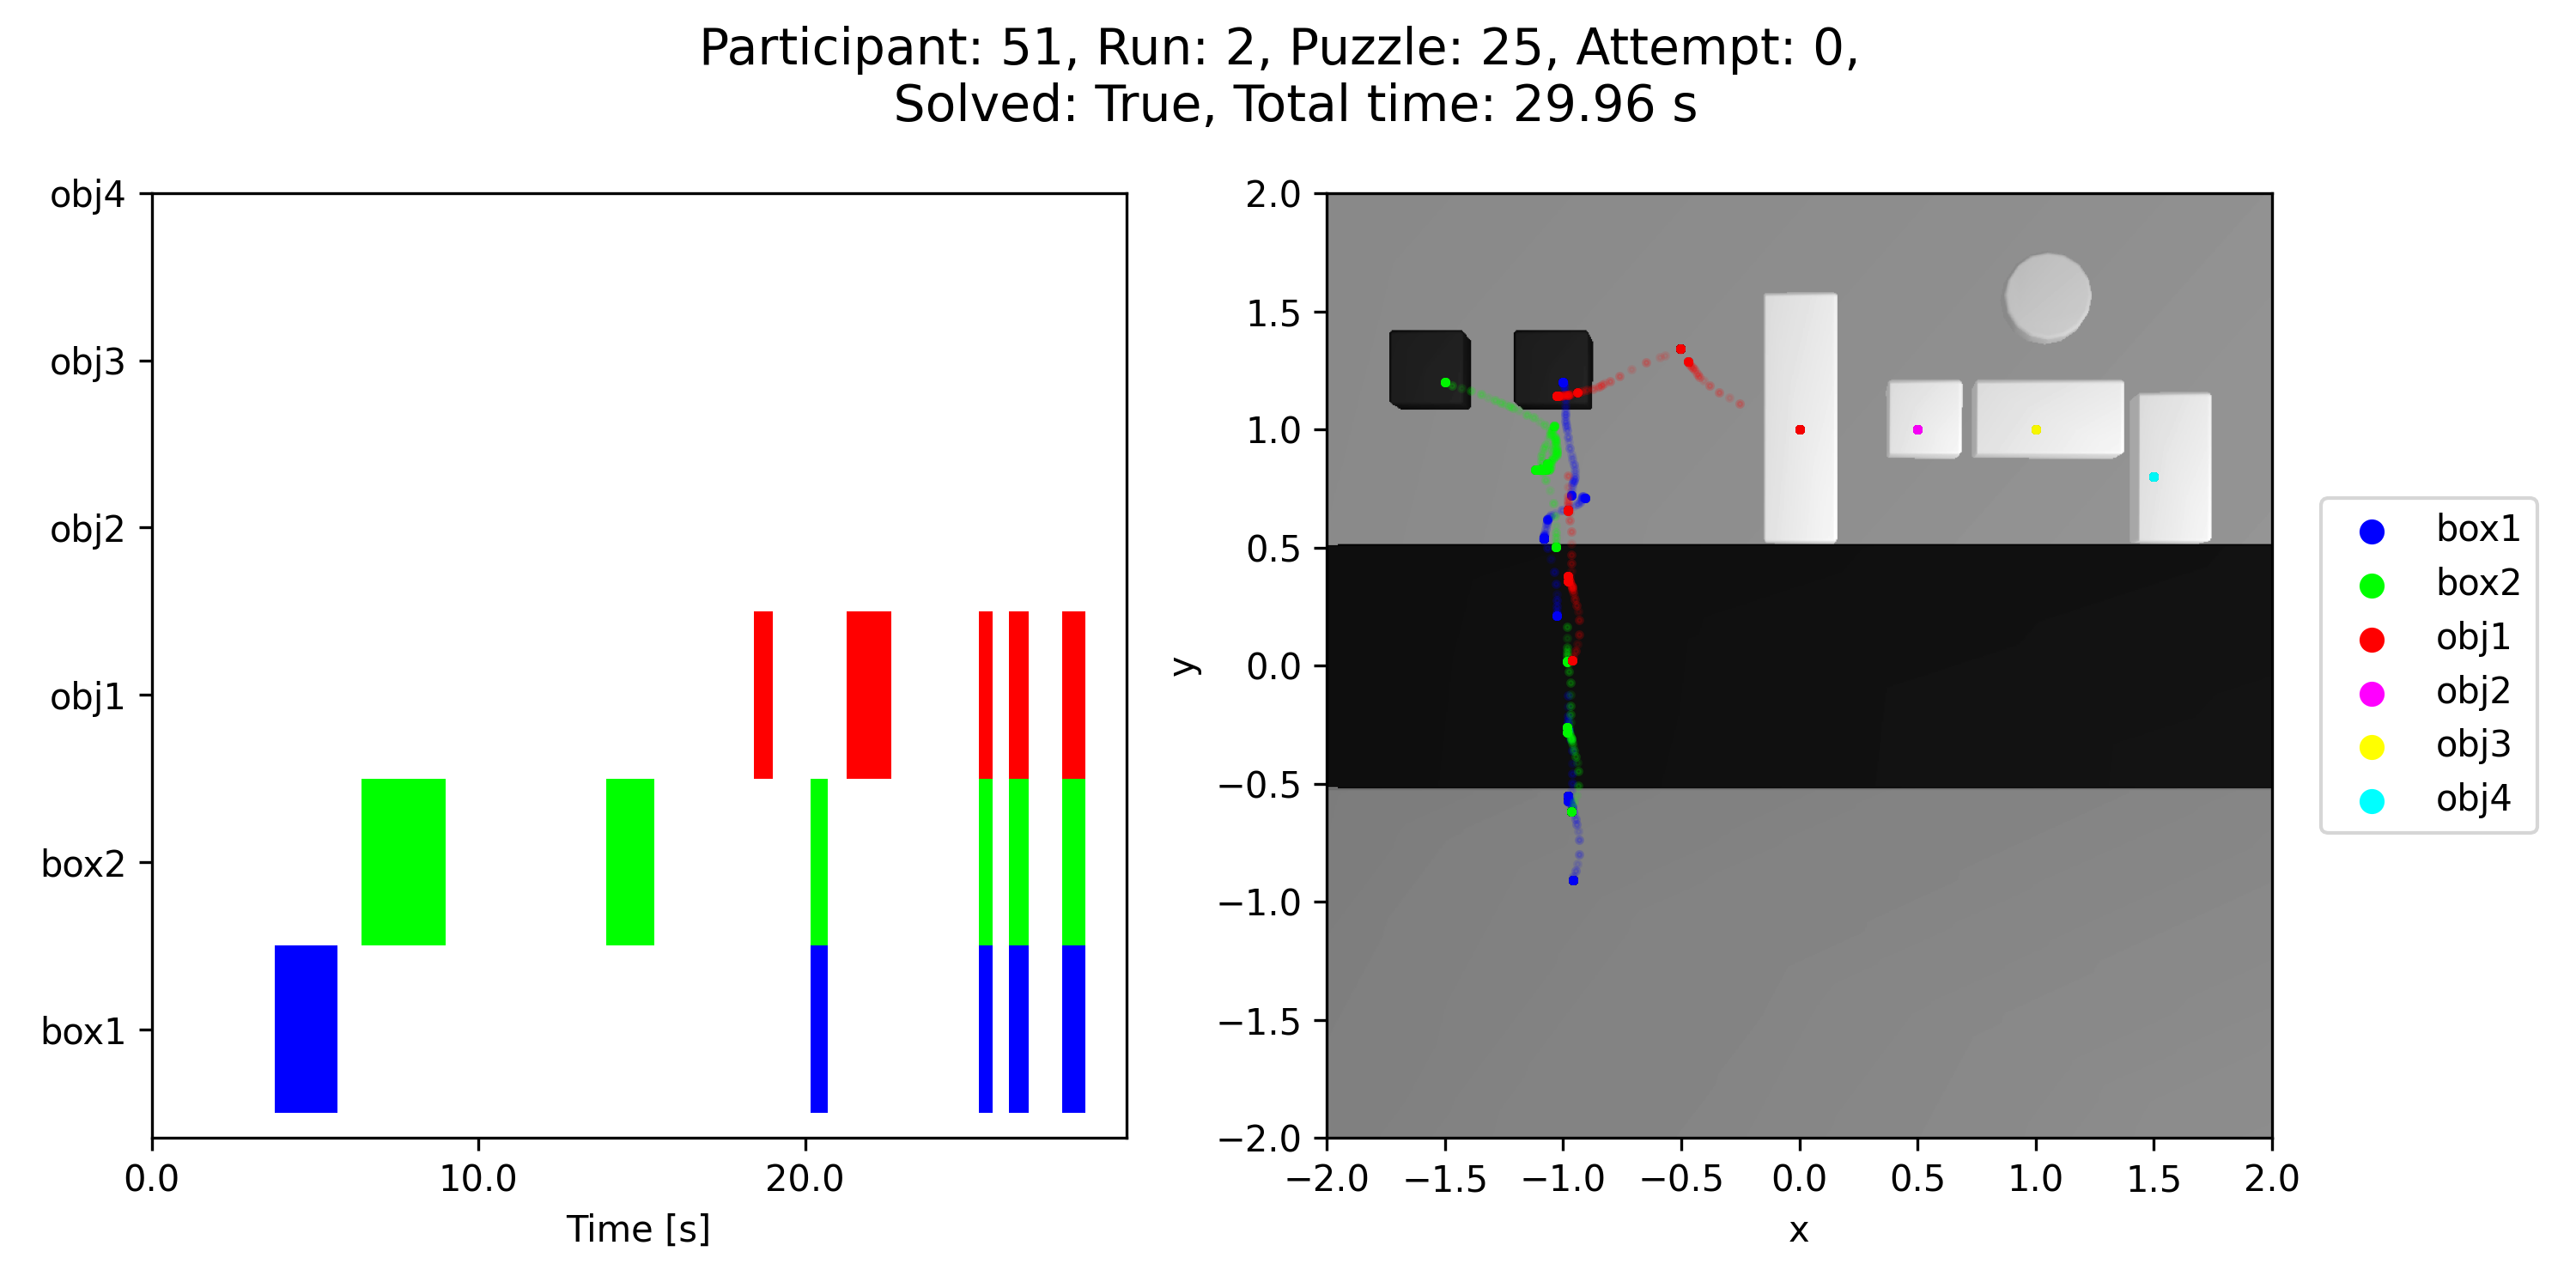 Participant: 51, Run: 2, Puzzle: 25, Attempt: 0,
Solved: True, Total time: 29.96 s
obj4
obj3
obj2
obj1
box2
box1
0.0
10.0
20.0
Time [s]
2.0
1.5
1.0
0.5
0.0
−0.5
−1.0
−1.5
−2.0
y
−2.0
−1.5
−1.0
−0.5
0.0
0.5
1.0
1.5
2.0
x
box1
box2
obj1
obj2
obj3
obj4